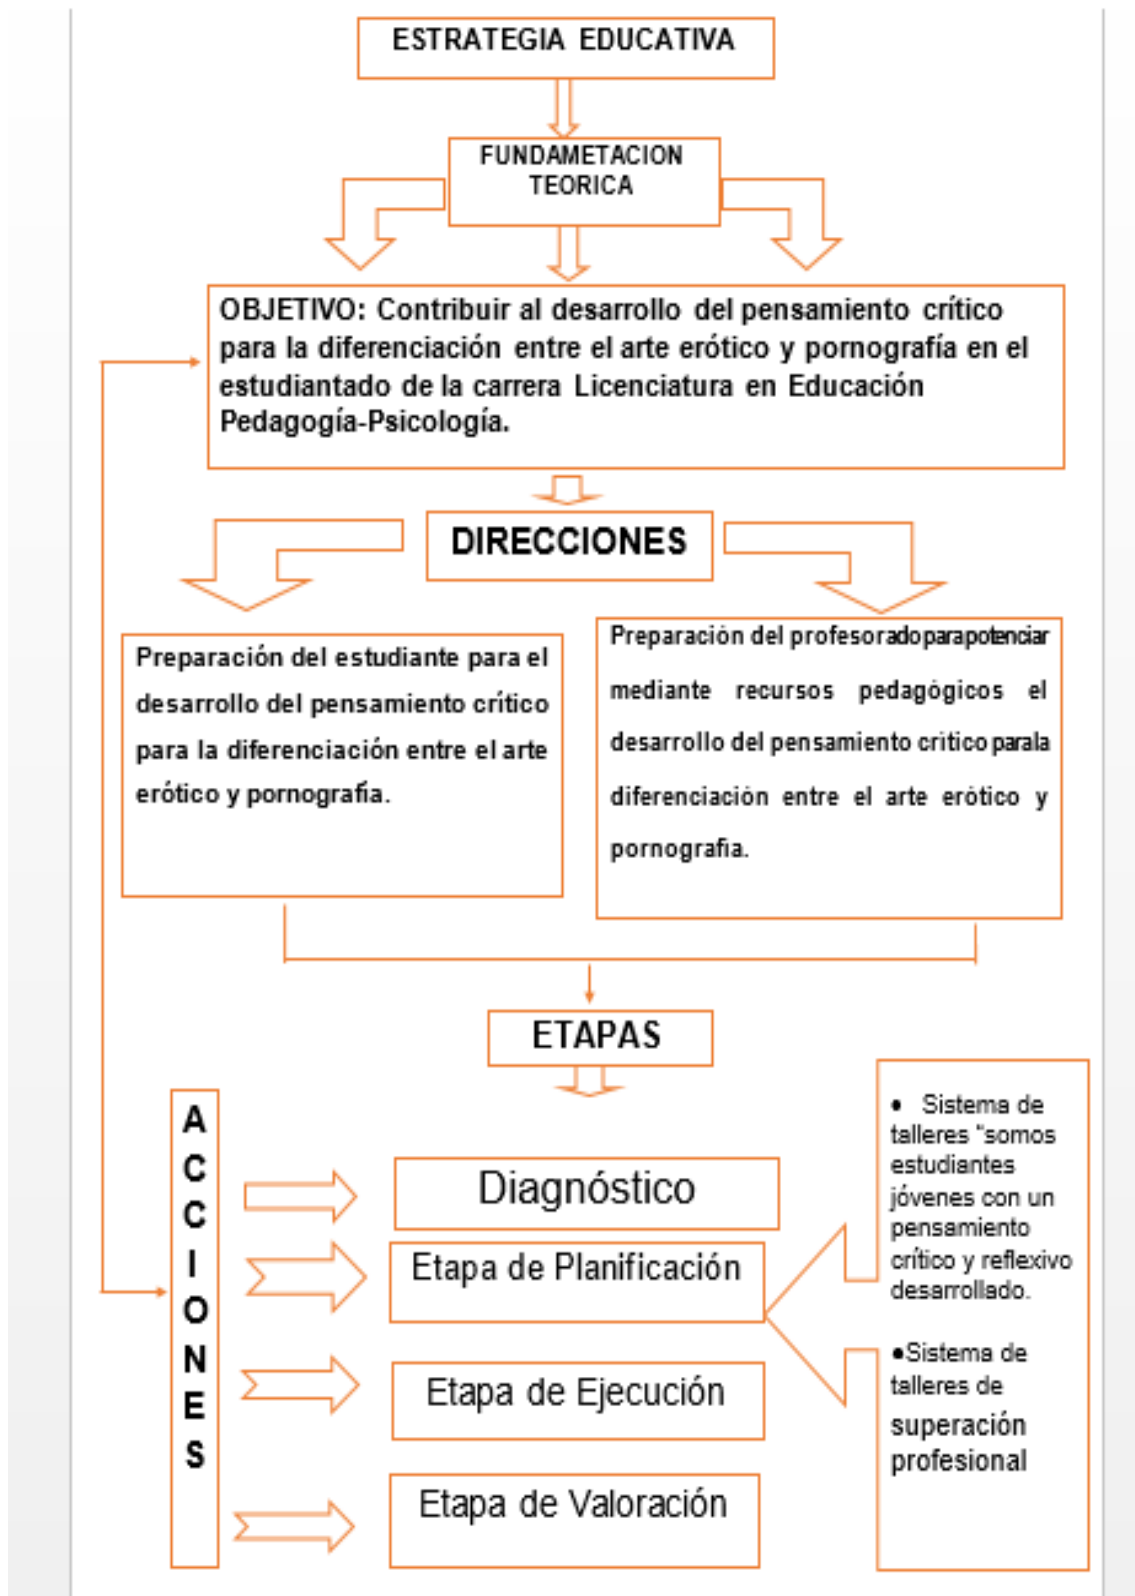 ESTRATEGIA EDUCATIVA
FUNDAMETACION
TEORICA
OBJETIVO: Contribuir al desarrollo del pensamiento crítico
para la diferenciación entre el arte erótico y pornografía en el
estudiantado de la carrera Licenciatura en Educación
Pedagogía-Psicología.
DIRECCIONES
Preparación del estudiante para el
desarrollo del pensamiento crítico
para la diferenciación entre el arte
erótico y pornografía.
Preparación del profesorado para potenciar
mediante recursos pedagógicos el
desarrollo del pensamiento crítico para la
diferenciación entre el arte erótico y
pornografía.
ETAPAS
ACCIONES
Diagnóstico
Etapa de Planificación
Etapa de Ejecución
Etapa de Valoración
• Sistema de
talleres “somos
estudiantes
jóvenes con un
pensamiento
crítico y reflexivo
desarrollado.
•Sistema de
talleres de
superación
profesional